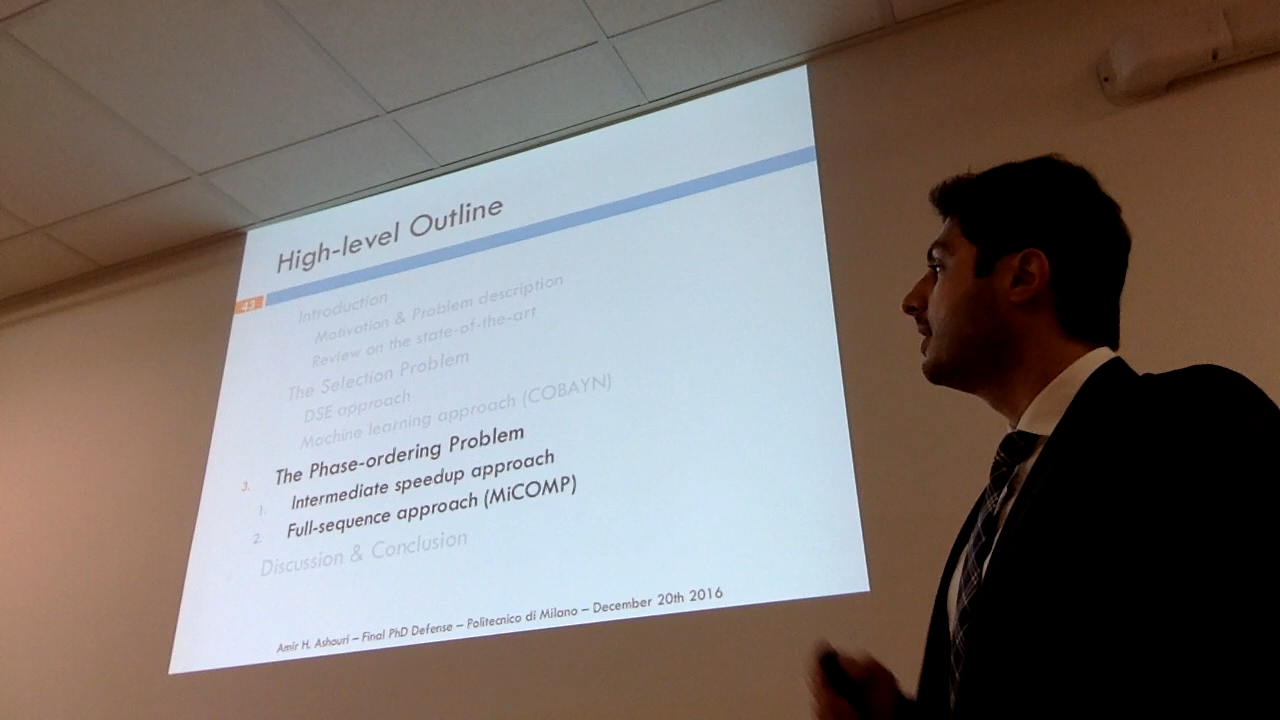 High-level Outline
43
Introduction
Motivation & Problem description
Review on the state-of-the-art
The Selection Problem
DSE approach
Machine learning approach (COBAYN)
3. The Phase-ordering Problem
1. Intermediate speedup approach
2. Full-sequence approach (MiCOMP)
Discussion & Conclusion
Amir H. Ashouri – Final PhD Defense – Politecnico di Milano – December 20th 2016